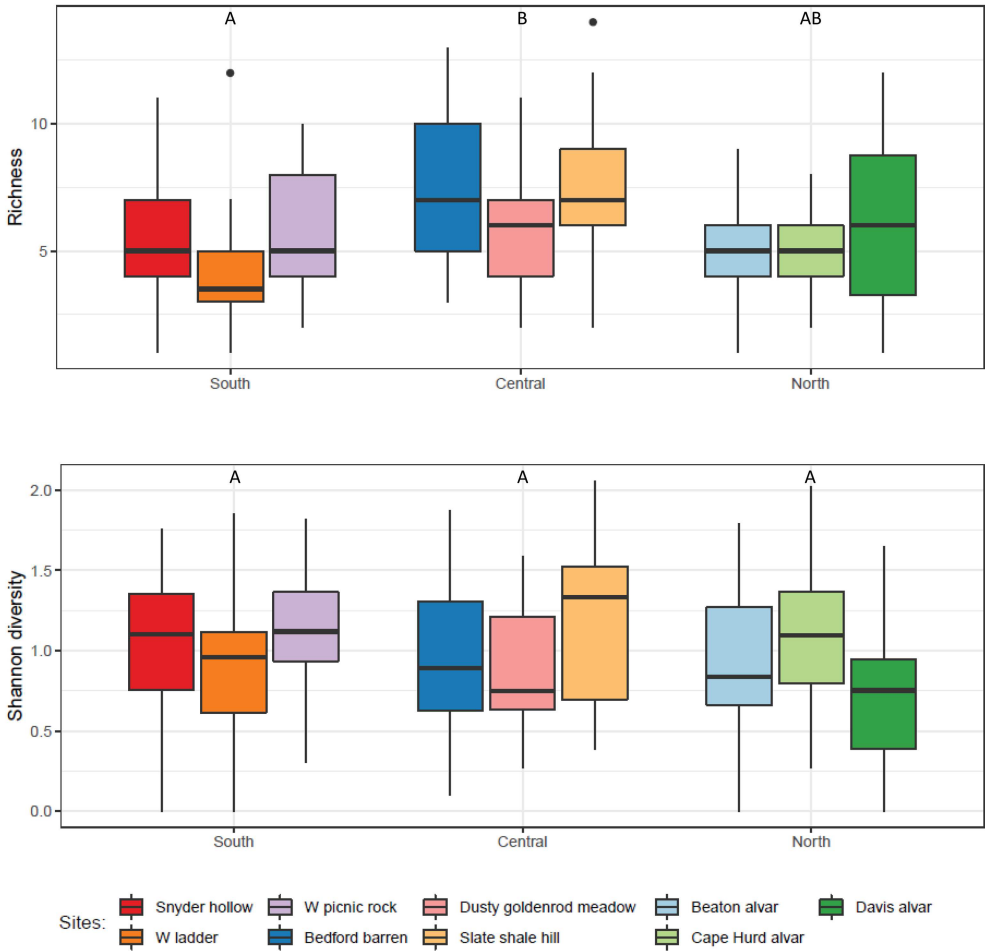 A B AB
Richness
10
5
South Central North
A A A
Shannon diversity
2.0
1.5
1.0
0.5
0.0
South Central North
Sites: Snyder hollow W picnic rock Dusty goldenrod meadow Beaton alvar Davis alvar
W ladder Bedford barren Slate shale hill Cape Hurd alvar